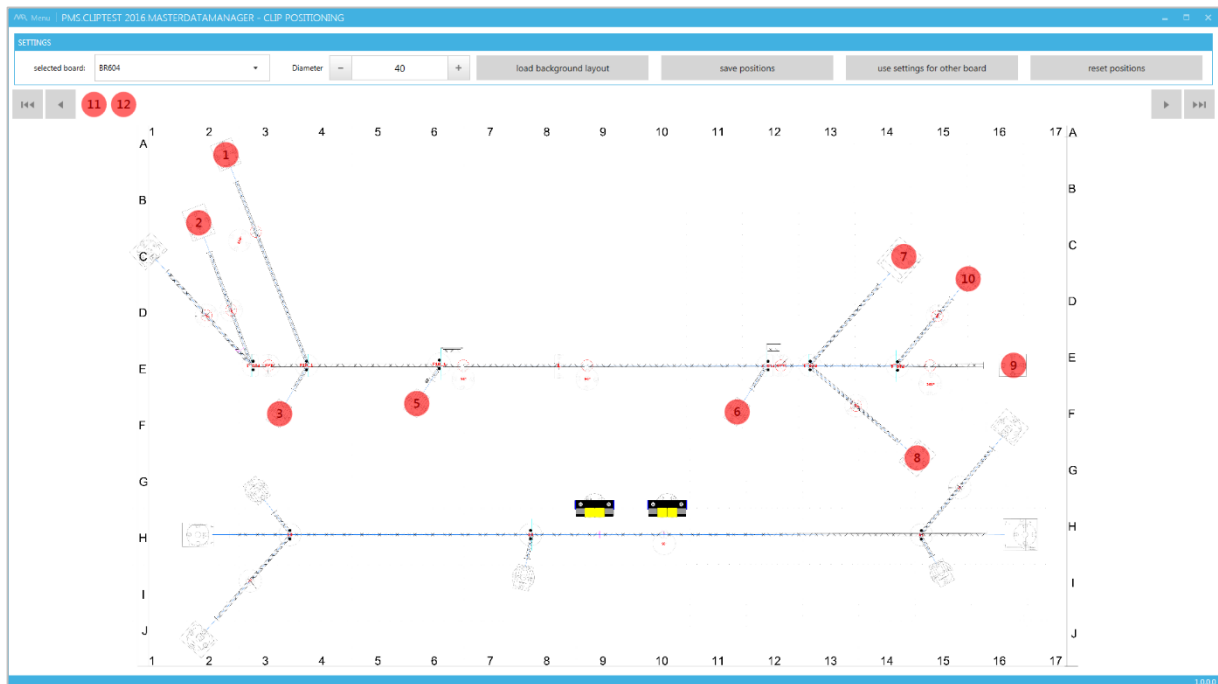 Menu PMS CLIPTEST 2016.MASTERDATAMANAGER - CLIP POSITIONING
SETTINGS
selected board: BR604 Diameter − 40 + load background layout save positions use settings for other board reset positions
11 12
1 2 3 4 5 6 7 8 9 10 11 12 13 14 15 16 17
A A
1
B B
2
C 7 C
10
D D
E 9 E
3 5 6
F F
8
G G
H H
I I
J J
1 2 3 4 5 6 7 8 9 10 11 12 13 14 15 16 17